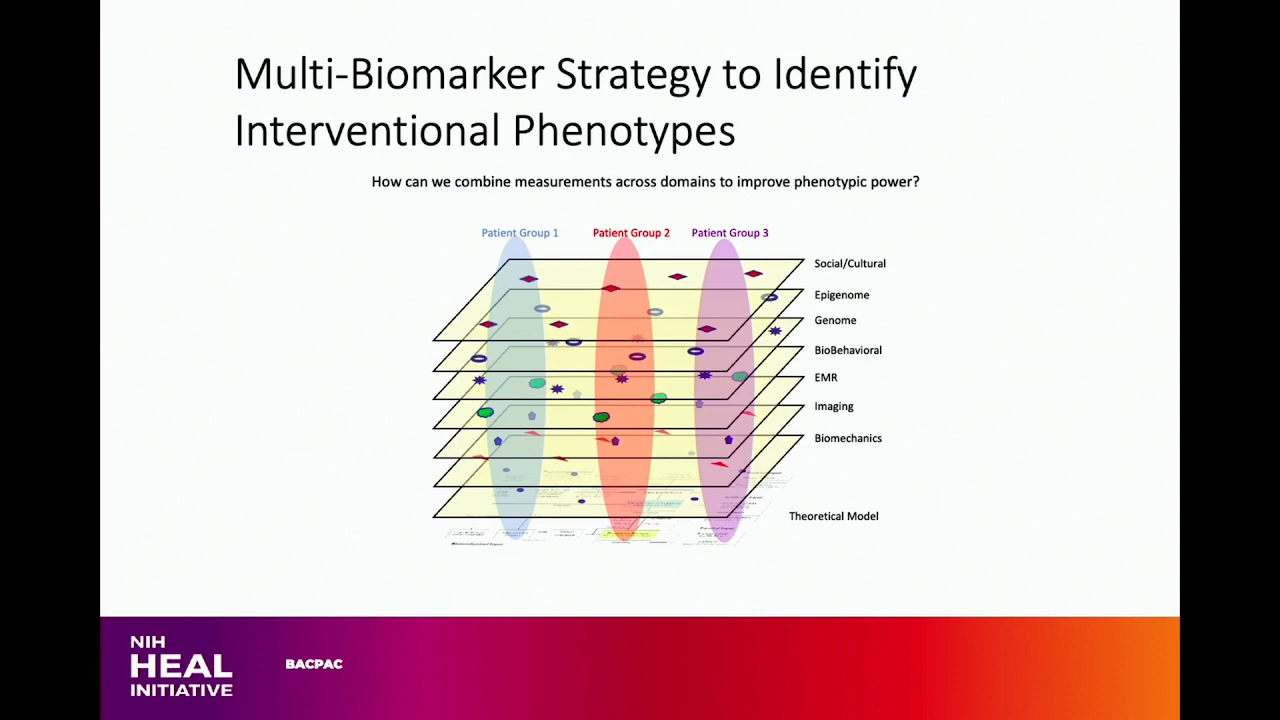 Multi-Biomarker Strategy to Identify
Interventional Phenotypes
How can we combine measurements across domains to improve phenotypic power?
Patient Group 1
Patient Group 2
Patient Group 3
Social/Cultural
Epigenome
Genome
BioBehavioral
EMR
Imaging
Biomechanics
Theoretical Model
NIH
HEAL
INITIATIVE
BACPAC